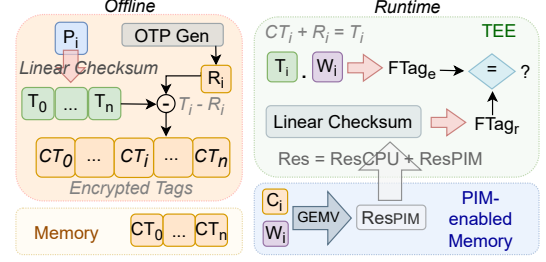 Offline
P_i
OTP Gen
Linear Checksum
R_i
T_0 ... T_n
- T_i - R_i
CT_0 ... CT_i ... CT_n
Encrypted Tags
Memory
CT_0 ... CT_n
Runtime
CT_i + R_i = T_i
TEE
T_i . W_i
FTag_e
= ?
Linear Checksum
FTag_r
Res = ResCPU + ResPIM
C_i
W_i
GEMV
ResPIM
PIM-
enabled
Memory